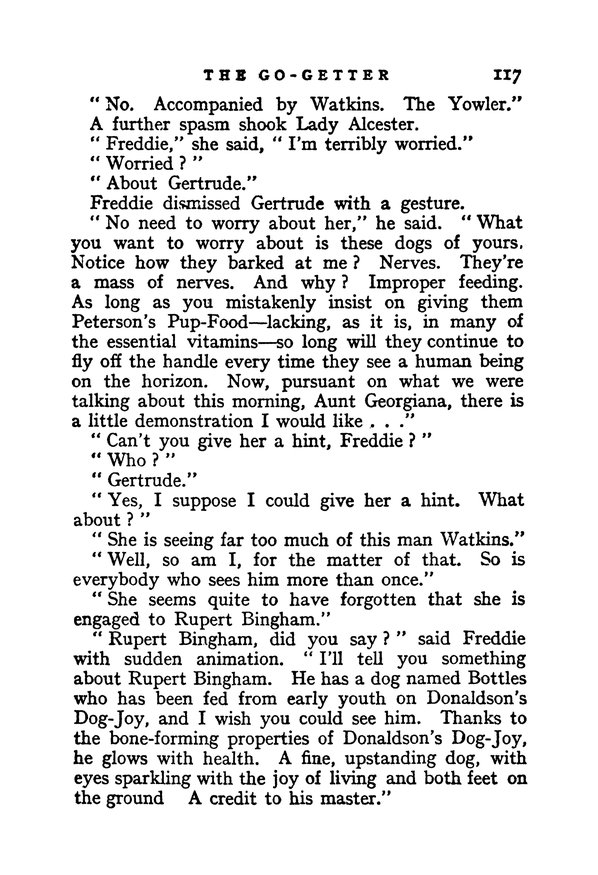 THE GO-GETTER 117
" No. Accompanied by Watkins. The Yowler."
A further spasm shook Lady Alcester.
" Freddie," she said, " I'm terribly worried."
" Worried ? "
" About Gertrude."
Freddie dismissed Gertrude with a gesture.
" No need to worry about her," he said. " What
you want to worry about is these dogs of yours.
Notice how they barked at me ? Nerves. They're
a mass of nerves. And why ? Improper feeding.
As long as you mistakenly insist on giving them
Peterson's Pup-Food—lacking, as it is, in many of
the essential vitamins—so long will they continue to
fly off the handle every time they see a human being
on the horizon. Now, pursuant on what we were
talking about this morning, Aunt Georgiana, there is
a little demonstration I would like . . ."
" Can't you give her a hint, Freddie ? "
" Who ? "
" Gertrude."
" Yes, I suppose I could give her a hint. What
about ? "
" She is seeing far too much of this man Watkins."
" Well, so am I, for the matter of that. So is
everybody who sees him more than once."
" She seems quite to have forgotten that she is
engaged to Rupert Bingham."
" Rupert Bingham, did you say ? " said Freddie
with sudden animation. " I'll tell you something
about Rupert Bingham. He has a dog named Bottles
who has been fed from early youth on Donaldson's
Dog-Joy, and I wish you could see him. Thanks to
the bone-forming properties of Donaldson's Dog-Joy,
he glows with health. A fine, upstanding dog, with
eyes sparkling with the joy of living and both feet on
the ground A credit to his master."